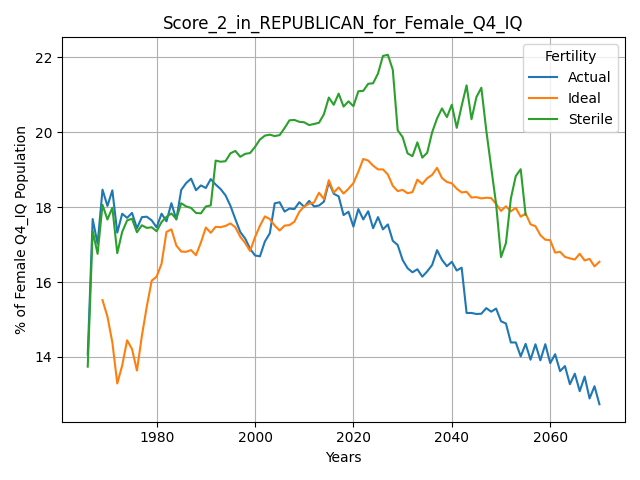 Score_2_in_REPUBLICAN_for_Female_Q4_IQ
% of Female Q4_IQ Population
22
20
18
16
14
Fertility
Actual
Ideal
Sterile
1980
2000
2020
2040
2060
Years